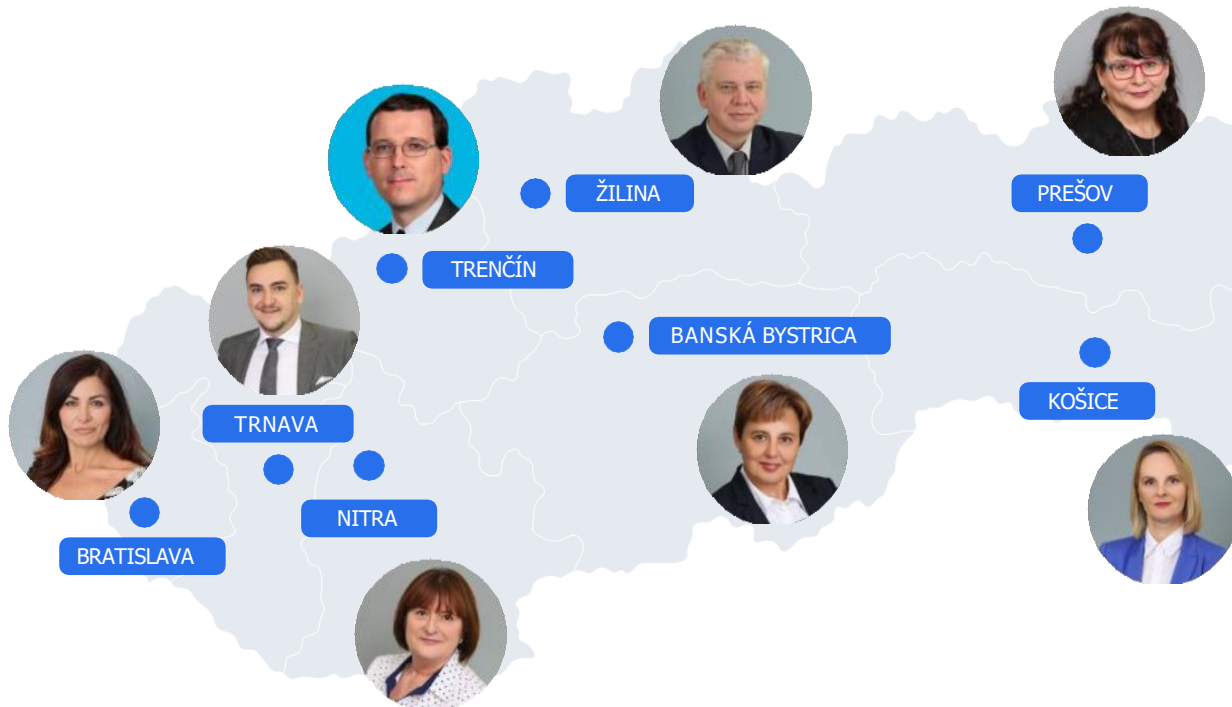 ŽILINA
PREŠOV
TRENČÍN
BANSKÁ BYSTRICA
KOŠICE
TRNAVA
NITRA
BRATISLAVA